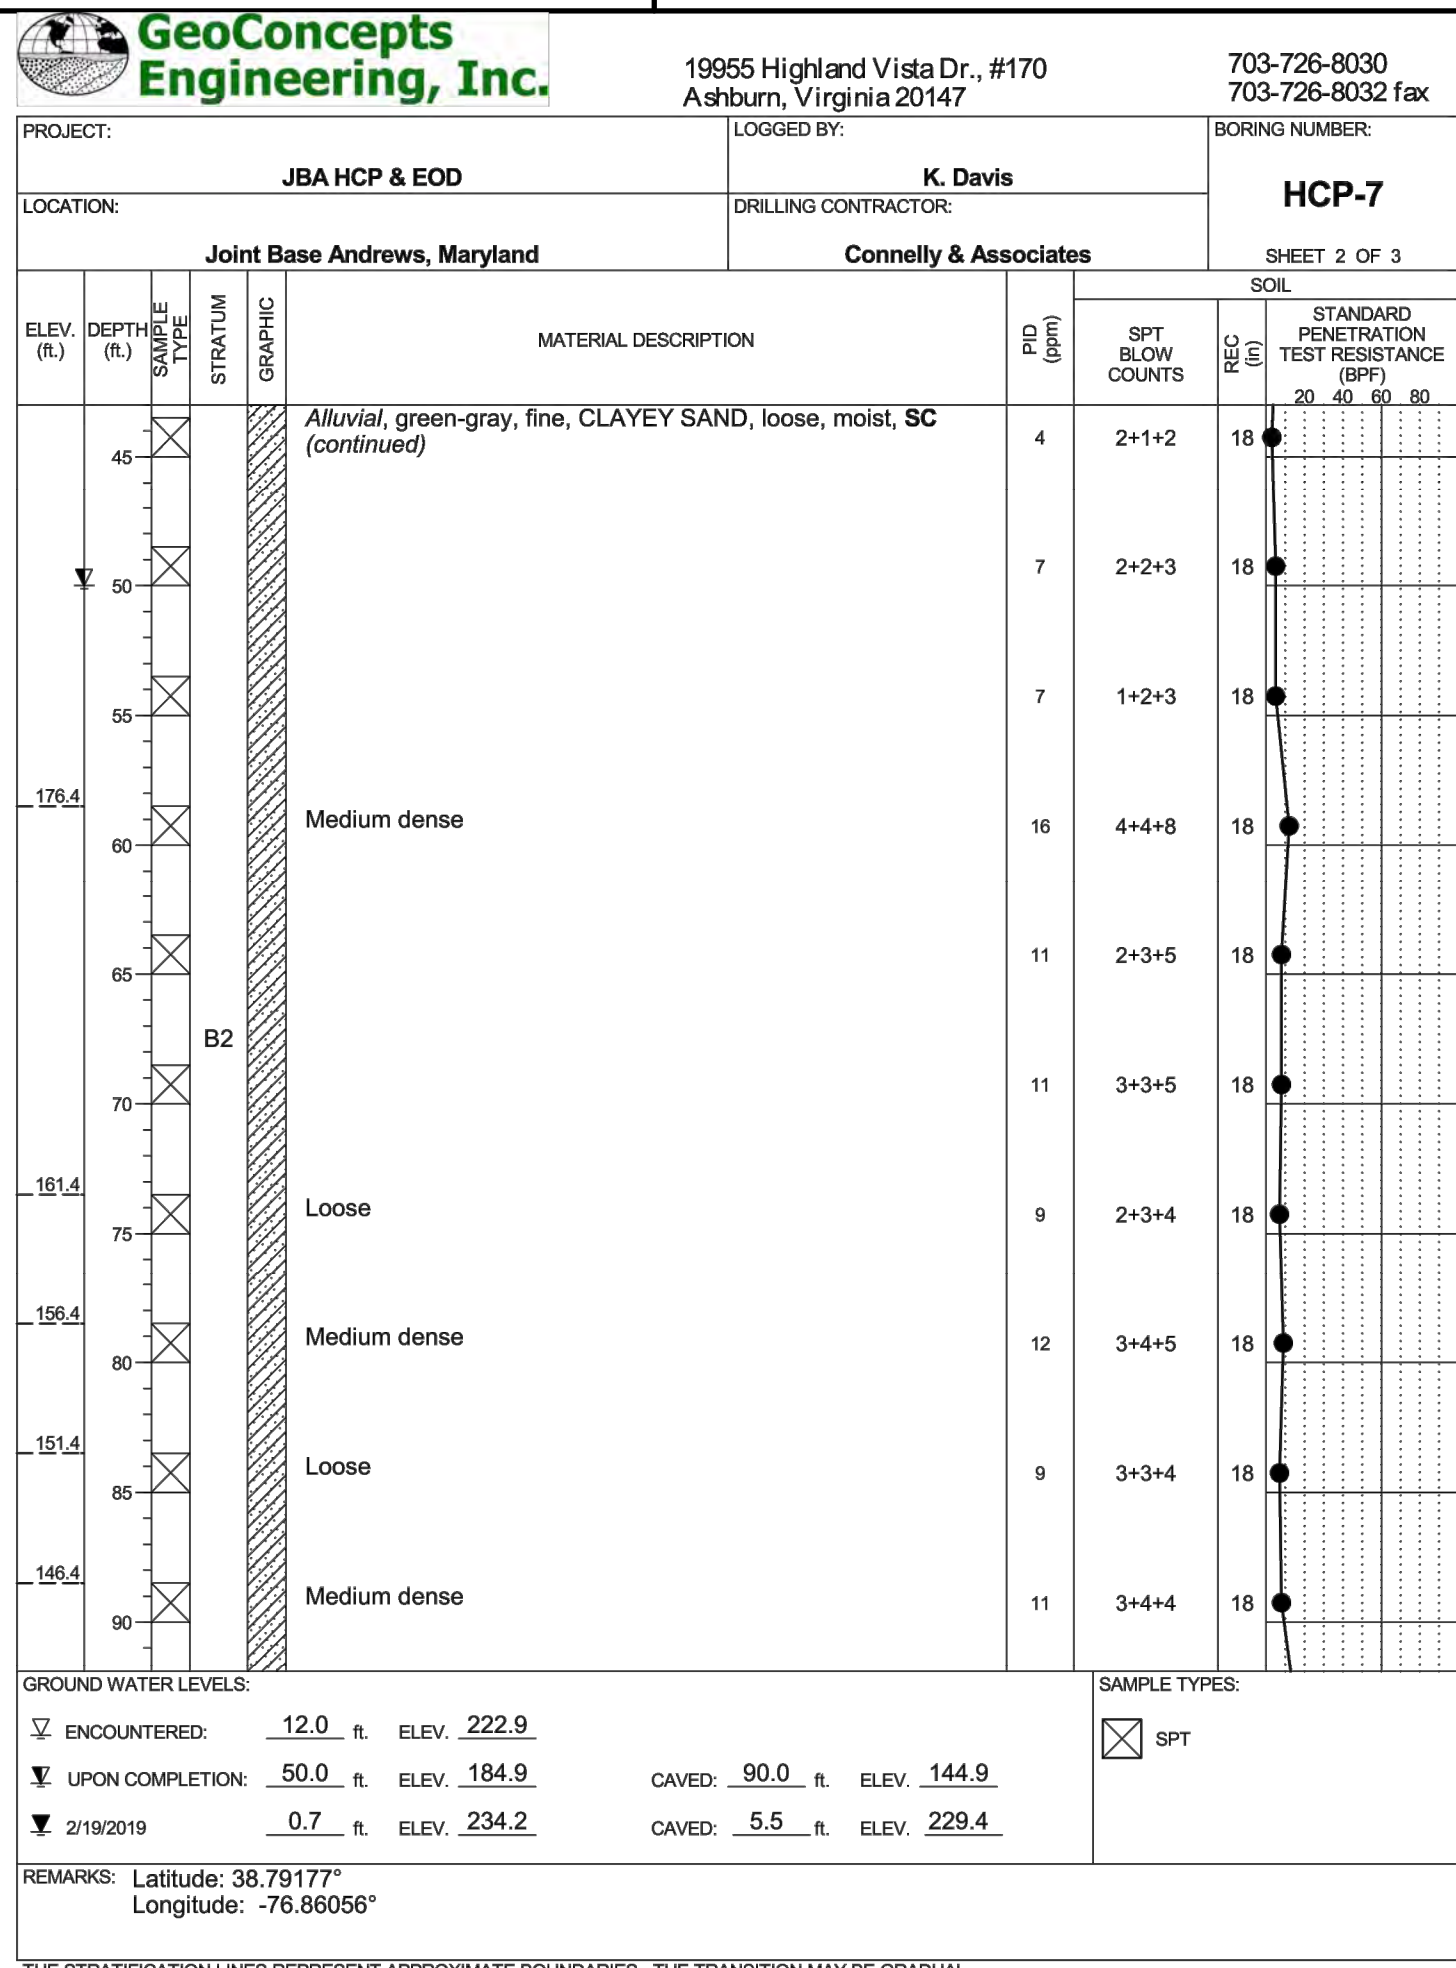 GeoConcepts
Engineering, Inc.
19955 Highland Vista Dr., #170
Ashburn, Virginia 20147
703-726-8030
703-726-8032 fax
PROJECT:
JBA HCP & EOD
LOGGED BY:
K. Davis
BORING NUMBER:
HCP-7
LOCATION:
Joint Base Andrews, Maryland
DRILLING CONTRACTOR:
Connelly & Associates
SHEET 2 OF 3
ELEV.
(ft.)
DEPTH
(ft.)
SAMPLE
TYPE
STRATUM
GRAPHIC
MATERIAL DESCRIPTION
PID
(ppm)
SOIL
SPT
BLOW
COUNTS
REC
(in)
STANDARD
PENETRATION
TEST RESISTANCE
(BPF)
20 40 60 80
Alluvial, green-gray, fine, CLAYEY SAND, loose, moist, SC
(continued)
4 2+1+2 18
45
7 2+2+3 18
50
7 1+2+3 18
55
176.4
Medium dense 16 4+4+8 18
60
11 2+3+5 18
65
B2
11 3+3+5 18
70
161.4
Loose 9 2+3+4 18
75
156.4
Medium dense 12 3+4+5 18
80
151.4
Loose 9 3+3+4 18
85
146.4
Medium dense 11 3+4+4 18
90
GROUND WATER LEVELS:
ENCOUNTERED: 12.0 ft. ELEV. 222.9
UPON COMPLETION: 50.0 ft. ELEV. 184.9 CAVED: 90.0 ft. ELEV. 144.9
2/19/2019 0.7 ft. ELEV. 234.2 CAVED: 5.5 ft. ELEV. 229.4
SAMPLE TYPES:
SPT
REMARKS: Latitude: 38.79177°
Longitude: -76.86056°
THE STRATIFICATION LINES REPRESENT APPROXIMATE BOUNDARIES. THE TRANSITION MAY BE GRADUAL.